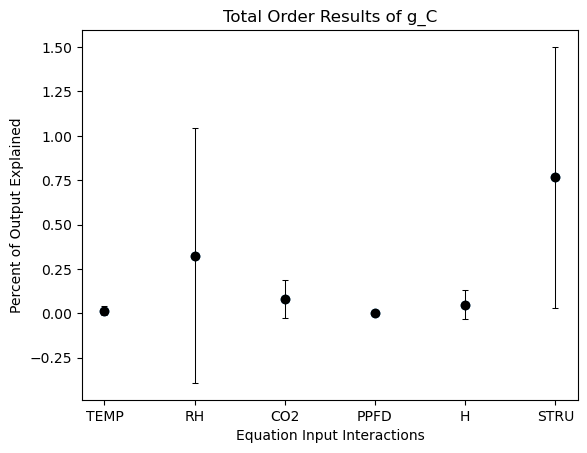 Total Order Results of g_C
Percent of Output Explained
1.50
1.25
1.00
0.75
0.50
0.25
0.00
−0.25
TEMP RH CO2 PPFD H STRU
Equation Input Interactions